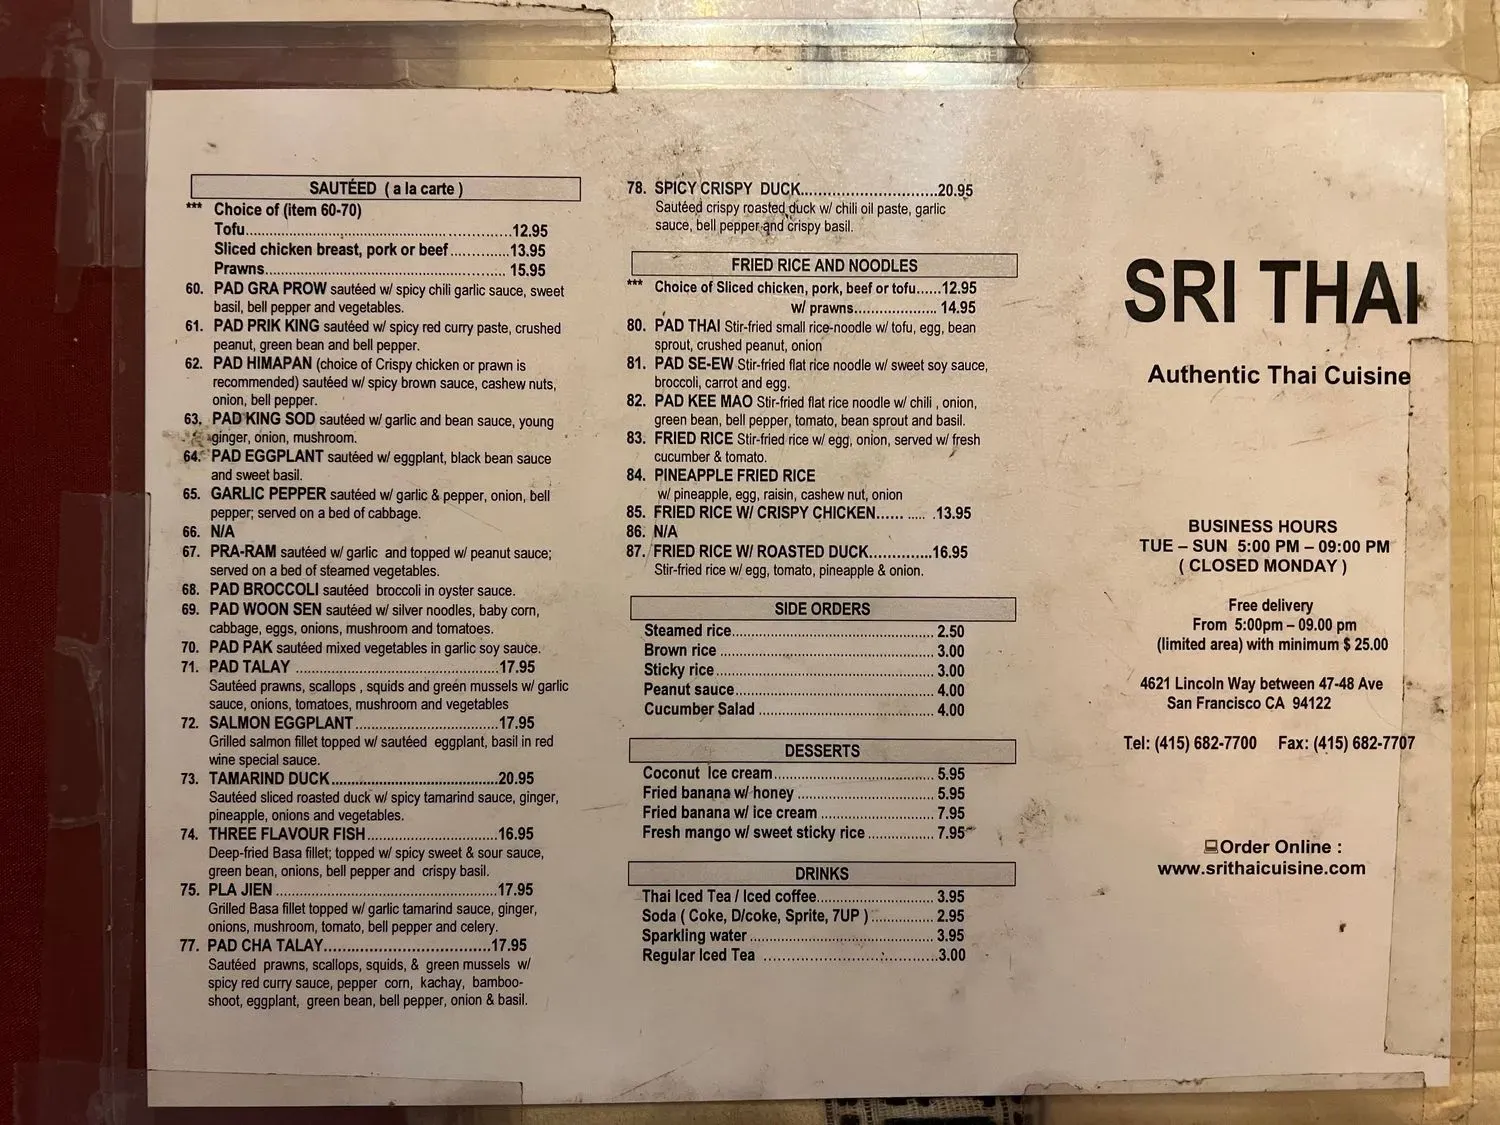 SAUTÉED ( a la carte )
*** Choice of (item 60-70)
Tofu..........12.95
Sliced chicken breast, pork or beef..........13.95
Prawns.......... 15.95
60. PAD GRA PROW sautéed w/ spicy chili garlic sauce, sweet
basil, bell pepper and vegetables.
61. PAD PRIK KING sautéed w/ spicy red curry paste, crushed
peanut, green bean and bell pepper.
62. PAD HIMAPAN (choice of Crispy chicken or prawn is
recommended) sautéed w/ spicy brown sauce, cashew nuts,
onion, bell pepper.
63. PAD KING SOD sautéed w/ garlic and bean sauce, young
ginger, onion, mushroom.
64. PAD EGGPLANT sautéed w/ eggplant, black bean sauce
and sweet basil.
65. GARLIC PEPPER sautéed w/ garlic & pepper, onion, bell
pepper; served on a bed of cabbage.
66. N/A
67. PRA-RAM sautéed w/ garlic and topped w/ peanut sauce;
served on a bed of steamed vegetables.
68. PAD BROCCOLI sautéed broccoli in oyster sauce.
69. PAD WOON SEN sautéed w/ silver noodles, baby corn,
cabbage, eggs, onions, mushroom and tomatoes.
70. PAD PAK sautéed mixed vegetables in garlic soy sauce.
71. PAD TALAY ..........17.95
Sautéed prawns, scallops , squids and green mussels w/ garlic
sauce, onions, tomatoes, mushroom and vegetables
72. SALMON EGGPLANT..........17.95
Grilled salmon fillet topped w/ sautéed eggplant, basil in red
wine special sauce.
73. TAMARIND DUCK..........20.95
Sautéed sliced roasted duck w/ spicy tamarind sauce, ginger,
pineapple, onions and vegetables.
74. THREE FLAVOUR FISH..........16.95
Deep-fried Basa fillet; topped w/ spicy sweet & sour sauce,
green bean, onions, bell pepper and crispy basil.
75. PLA JIEN..........17.95
Grilled Basa fillet topped w/ garlic tamarind sauce, ginger,
onions, mushroom, tomato, bell pepper and celery.
77. PAD CHA TALAY..........17.95
Sautéed prawns, scallops, squids, & green mussels w/
spicy red curry sauce, pepper corn, kachay, bamboo-
shoot, eggplant, green bean, bell pepper, onion & basil.
78. SPICY CRISPY DUCK..........20.95
Sautéed crispy roasted duck w/ chili oil paste, garlic
sauce, bell pepper and crispy basil.
FRIED RICE AND NOODLES
*** Choice of Sliced chicken, pork, beef or tofu......12.95
w/ prawns.......... 14.95
80. PAD THAI Stir-fried small rice-noodle w/ tofu, egg, bean
sprout, crushed peanut, onion
81. PAD SE-EW Stir-fried flat rice noodle w/ sweet soy sauce,
broccoli, carrot and egg.
82. PAD KEE MAO Stir-fried flat rice noodle w/ chili , onion,
green bean, bell pepper, tomato, bean sprout and basil.
83. FRIED RICE Stir-fried rice w/ egg, onion, served w/ fresh
cucumber & tomato.
84. PINEAPPLE FRIED RICE
w/ pineapple, egg, raisin, cashew nut, onion
85. FRIED RICE W/ CRISPY CHICKEN...... ..... .13.95
86. N/A
87. FRIED RICE W/ ROASTED DUCK.............16.95
Stir-fried rice w/ egg, tomato, pineapple & onion.
SIDE ORDERS
Steamed rice.......... 2.50
Brown rice .......... 3.00
Sticky rice.......... 3.00
Peanut sauce.......... 4.00
Cucumber Salad .......... 4.00
DESSERTS
Coconut Ice cream.......... 5.95
Fried banana w/ honey .......... 5.95
Fried banana w/ ice cream .......... 7.95
Fresh mango w/ sweet sticky rice .......... 7.95
DRINKS
Thai Iced Tea / Iced coffee.......... 3.95
Soda ( Coke, D/coke, Sprite, 7UP ).......... 2.95
Sparkling water .......... 3.95
Regular Iced Tea ..........3.00
SRI THAI
Authentic Thai Cuisine
BUSINESS HOURS
TUE – SUN 5:00 PM – 09:00 PM
( CLOSED MONDAY )
Free delivery
From 5:00pm – 09.00 pm
(limited area) with minimum $ 25.00
4621 Lincoln Way between 47-48 Ave
San Francisco CA 94122
Tel: (415) 682-7700 Fax: (415) 682-7707
Order Online :
www.srithaicuisine.com